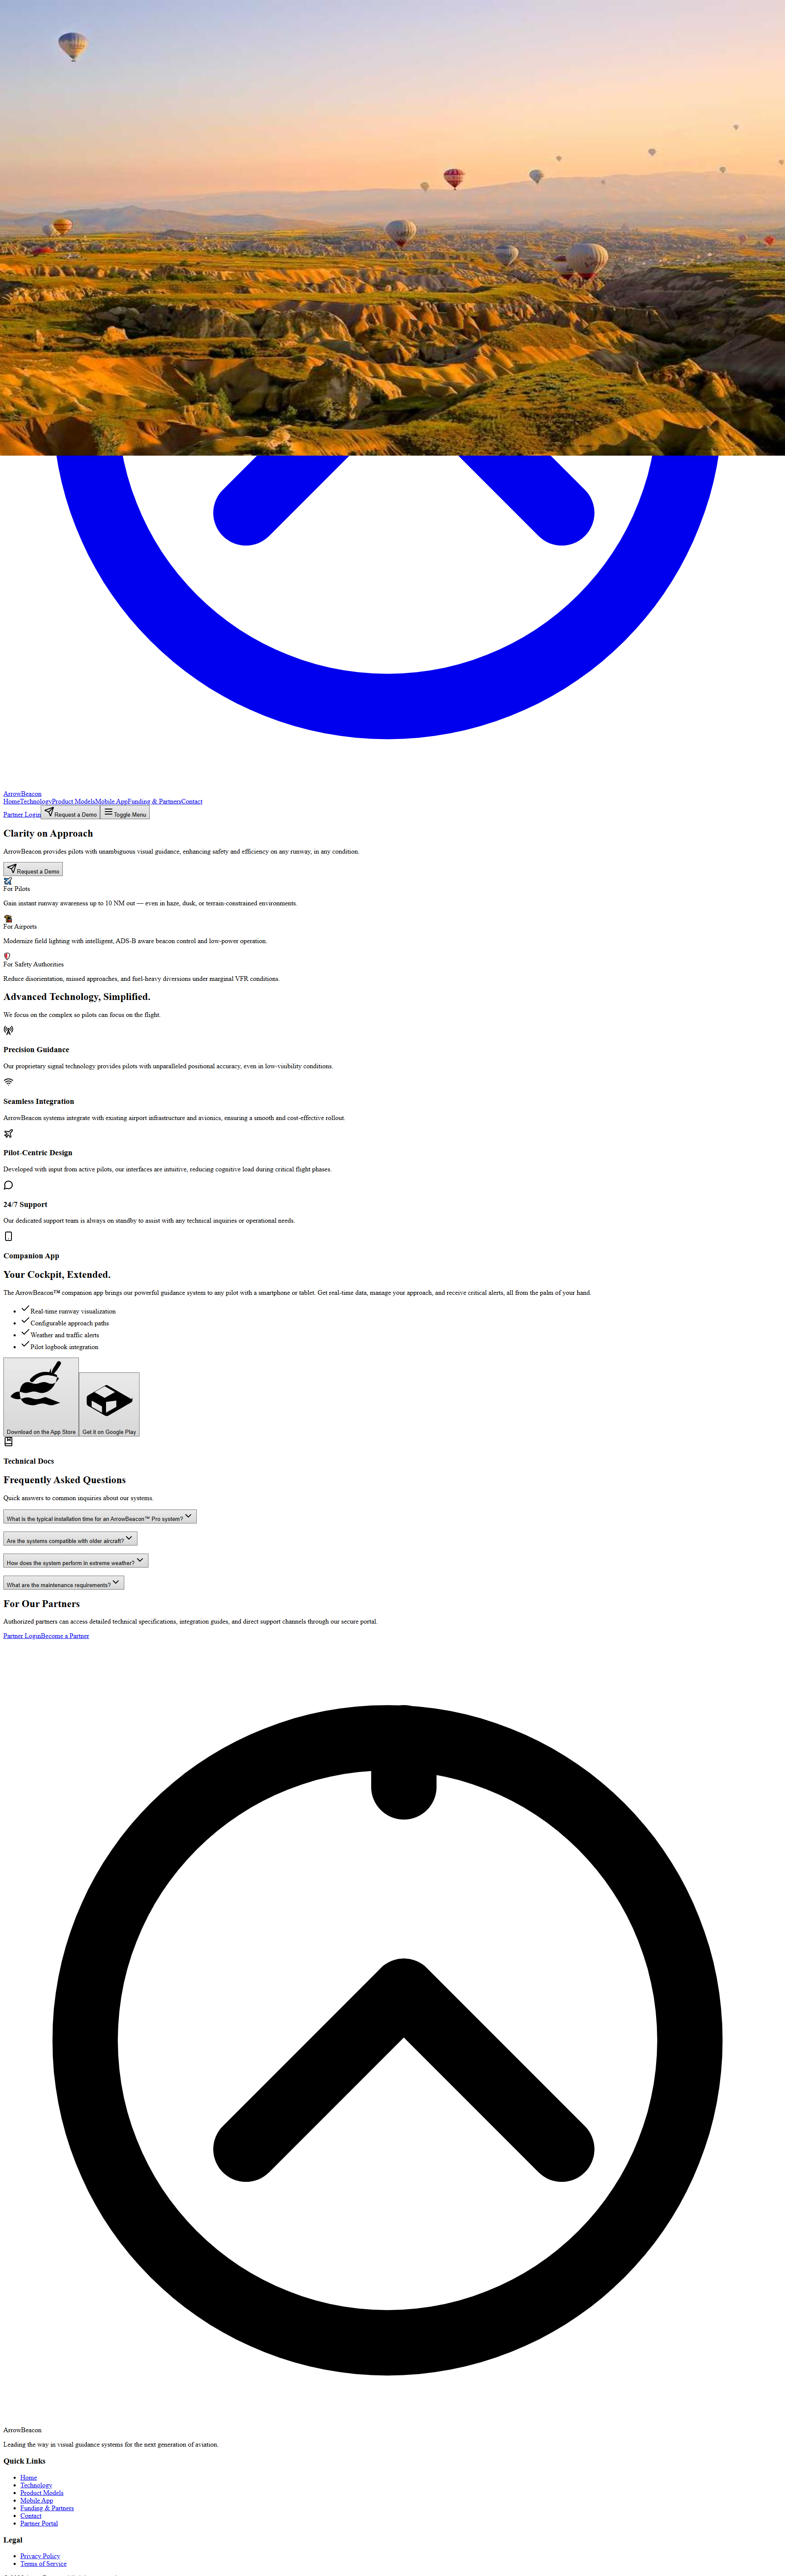 ArrowBeacon
HomeTechnologyProduct ModelsMobile AppFunding & PartnersContact
Partner LoginRequest a DemoToggle Menu
Clarity on Approach
ArrowBeacon provides pilots with unambiguous visual guidance, enhancing safety and efficiency on any runway, in any condition.
Request a Demo
For Pilots
Gain instant runway awareness up to 10 NM out — even in haze, dusk, or terrain-constrained environments.
For Airports
Modernize field lighting with intelligent, ADS-B aware beacon control and low-power operation.
For Safety Authorities
Reduce disorientation, missed approaches, and fuel-heavy diversions under marginal VFR conditions.
Advanced Technology, Simplified.
We focus on the complex so pilots can focus on the flight.
Precision Guidance
Our proprietary signal technology provides pilots with unparalleled positional accuracy, even in low-visibility conditions.
Seamless Integration
ArrowBeacon systems integrate with existing airport infrastructure and avionics, ensuring a smooth and cost-effective rollout.
Pilot-Centric Design
Developed with input from active pilots, our interfaces are intuitive, reducing cognitive load during critical flight phases.
24/7 Support
Our dedicated support team is always on standby to assist with any technical inquiries or operational needs.
Companion App
Your Cockpit, Extended.
The ArrowBeacon™ companion app brings our powerful guidance system to any pilot with a smartphone or tablet. Get real-time data, manage your approach, and receive critical alerts, all from the palm of your hand.
Real-time runway visualization
Configurable approach paths
Weather and traffic alerts
Pilot logbook integration
Download on the App Store Get it on Google Play
Technical Docs
Frequently Asked Questions
Quick answers to common inquiries about our systems.
What is the typical installation time for an ArrowBeacon™ Pro system?
Are the systems compatible with older aircraft?
How does the system perform in extreme weather?
What are the maintenance requirements?
For Our Partners
Authorized partners can access detailed technical specifications, integration guides, and direct support channels through our secure portal.
Partner LoginBecome a Partner
ArrowBeacon
Leading the way in visual guidance systems for the next generation of aviation.
Quick Links
Home
Technology
Product Models
Mobile App
Funding & Partners
Contact
Partner Portal
Legal
Privacy Policy
Terms of Service